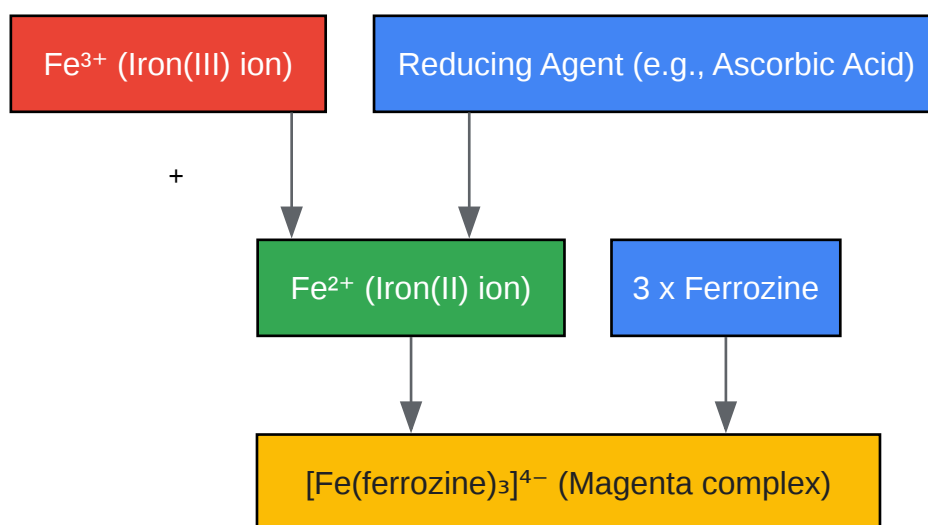 Fe³⁺ (Iron(III) ion)
Reducing Agent (e.g., Ascorbic Acid)
+
Fe²⁺ (Iron(II) ion)
3 x Ferrozine
[Fe(ferrozine)₃]⁴⁻ (Magenta complex)